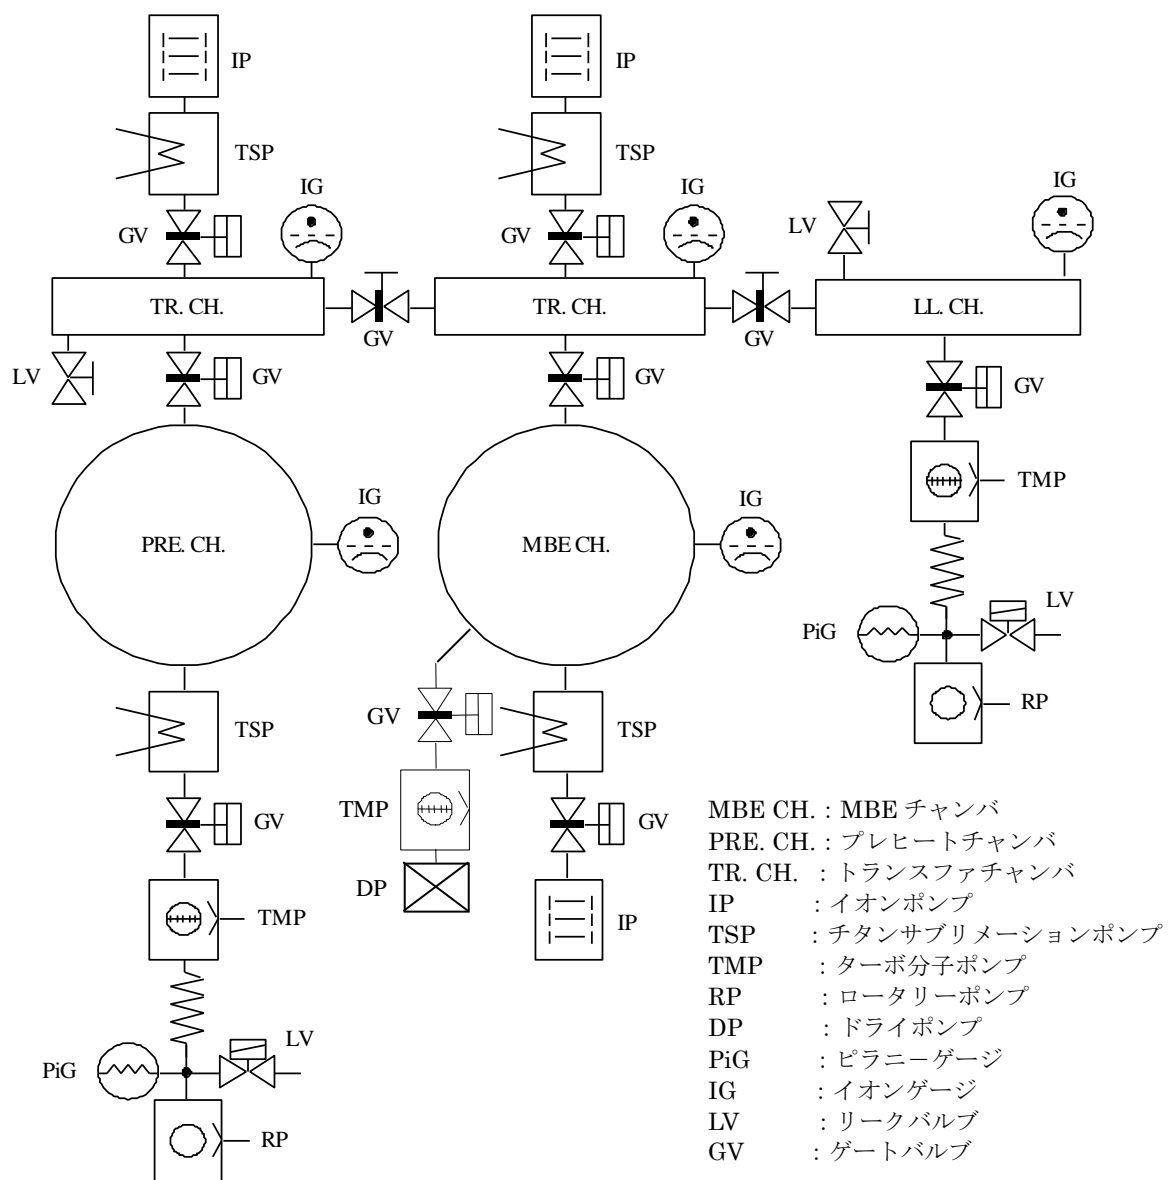 IP
IP
TSP
TSP
IG
IG
IG
GV
GV
LV
TR. CH.
TR. CH.
LL. CH.
GV
GV
LV
GV
GV
GV
TMP
IG
IG
PRE. CH.
MBE CH.
LV
PiG
RP
GV
TSP
TSP
TMP
GV
GV
DP
TMP
IP
LV
PiG
RP
MBE CH. : MBE チャンバ
PRE. CH. : プレヒートチャンバ
TR. CH. : トランスファチャンバ
IP : イオンポンプ
TSP : チタンサブリメーションポンプ
TMP : ターボ分子ポンプ
RP : ロータリーポンプ
DP : ドライポンプ
PiG : ピラニーゲージ
IG : イオンゲージ
LV : リークバルブ
GV : ゲートバルブ